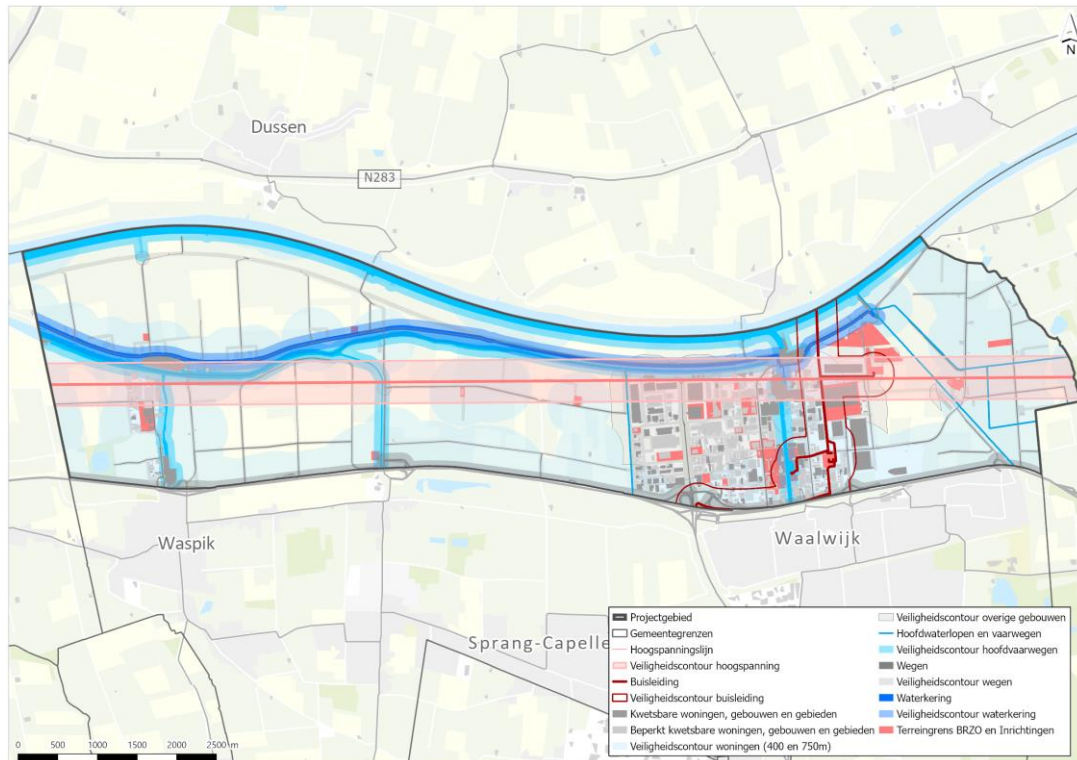 N
Dussen
N283
Waspik
Waalwijk
Sprang-Capelle
0 500 1000 1500 2000 2500 m
Projectgebied
Gemeentegrenzen
Hoogspanningslijn
Veiligheidscontour hoogspanning
Buisleiding
Veiligheidscontour buisleiding
Kwetsbare woningen, gebouwen en gebieden
Beperkt kwetsbare woningen, gebouwen en gebieden
Veiligheidscontour woningen (400 en 750m)
Veiligheidscontour overige gebouwen
Hoofdwaterlopen en vaarwegen
Veiligheidscontour hoofdvaarwegen
Wegen
Veiligheidscontour wegen
Waterkering
Veiligheidscontour waterkering
Terreingrens BRZO en Inrichtingen